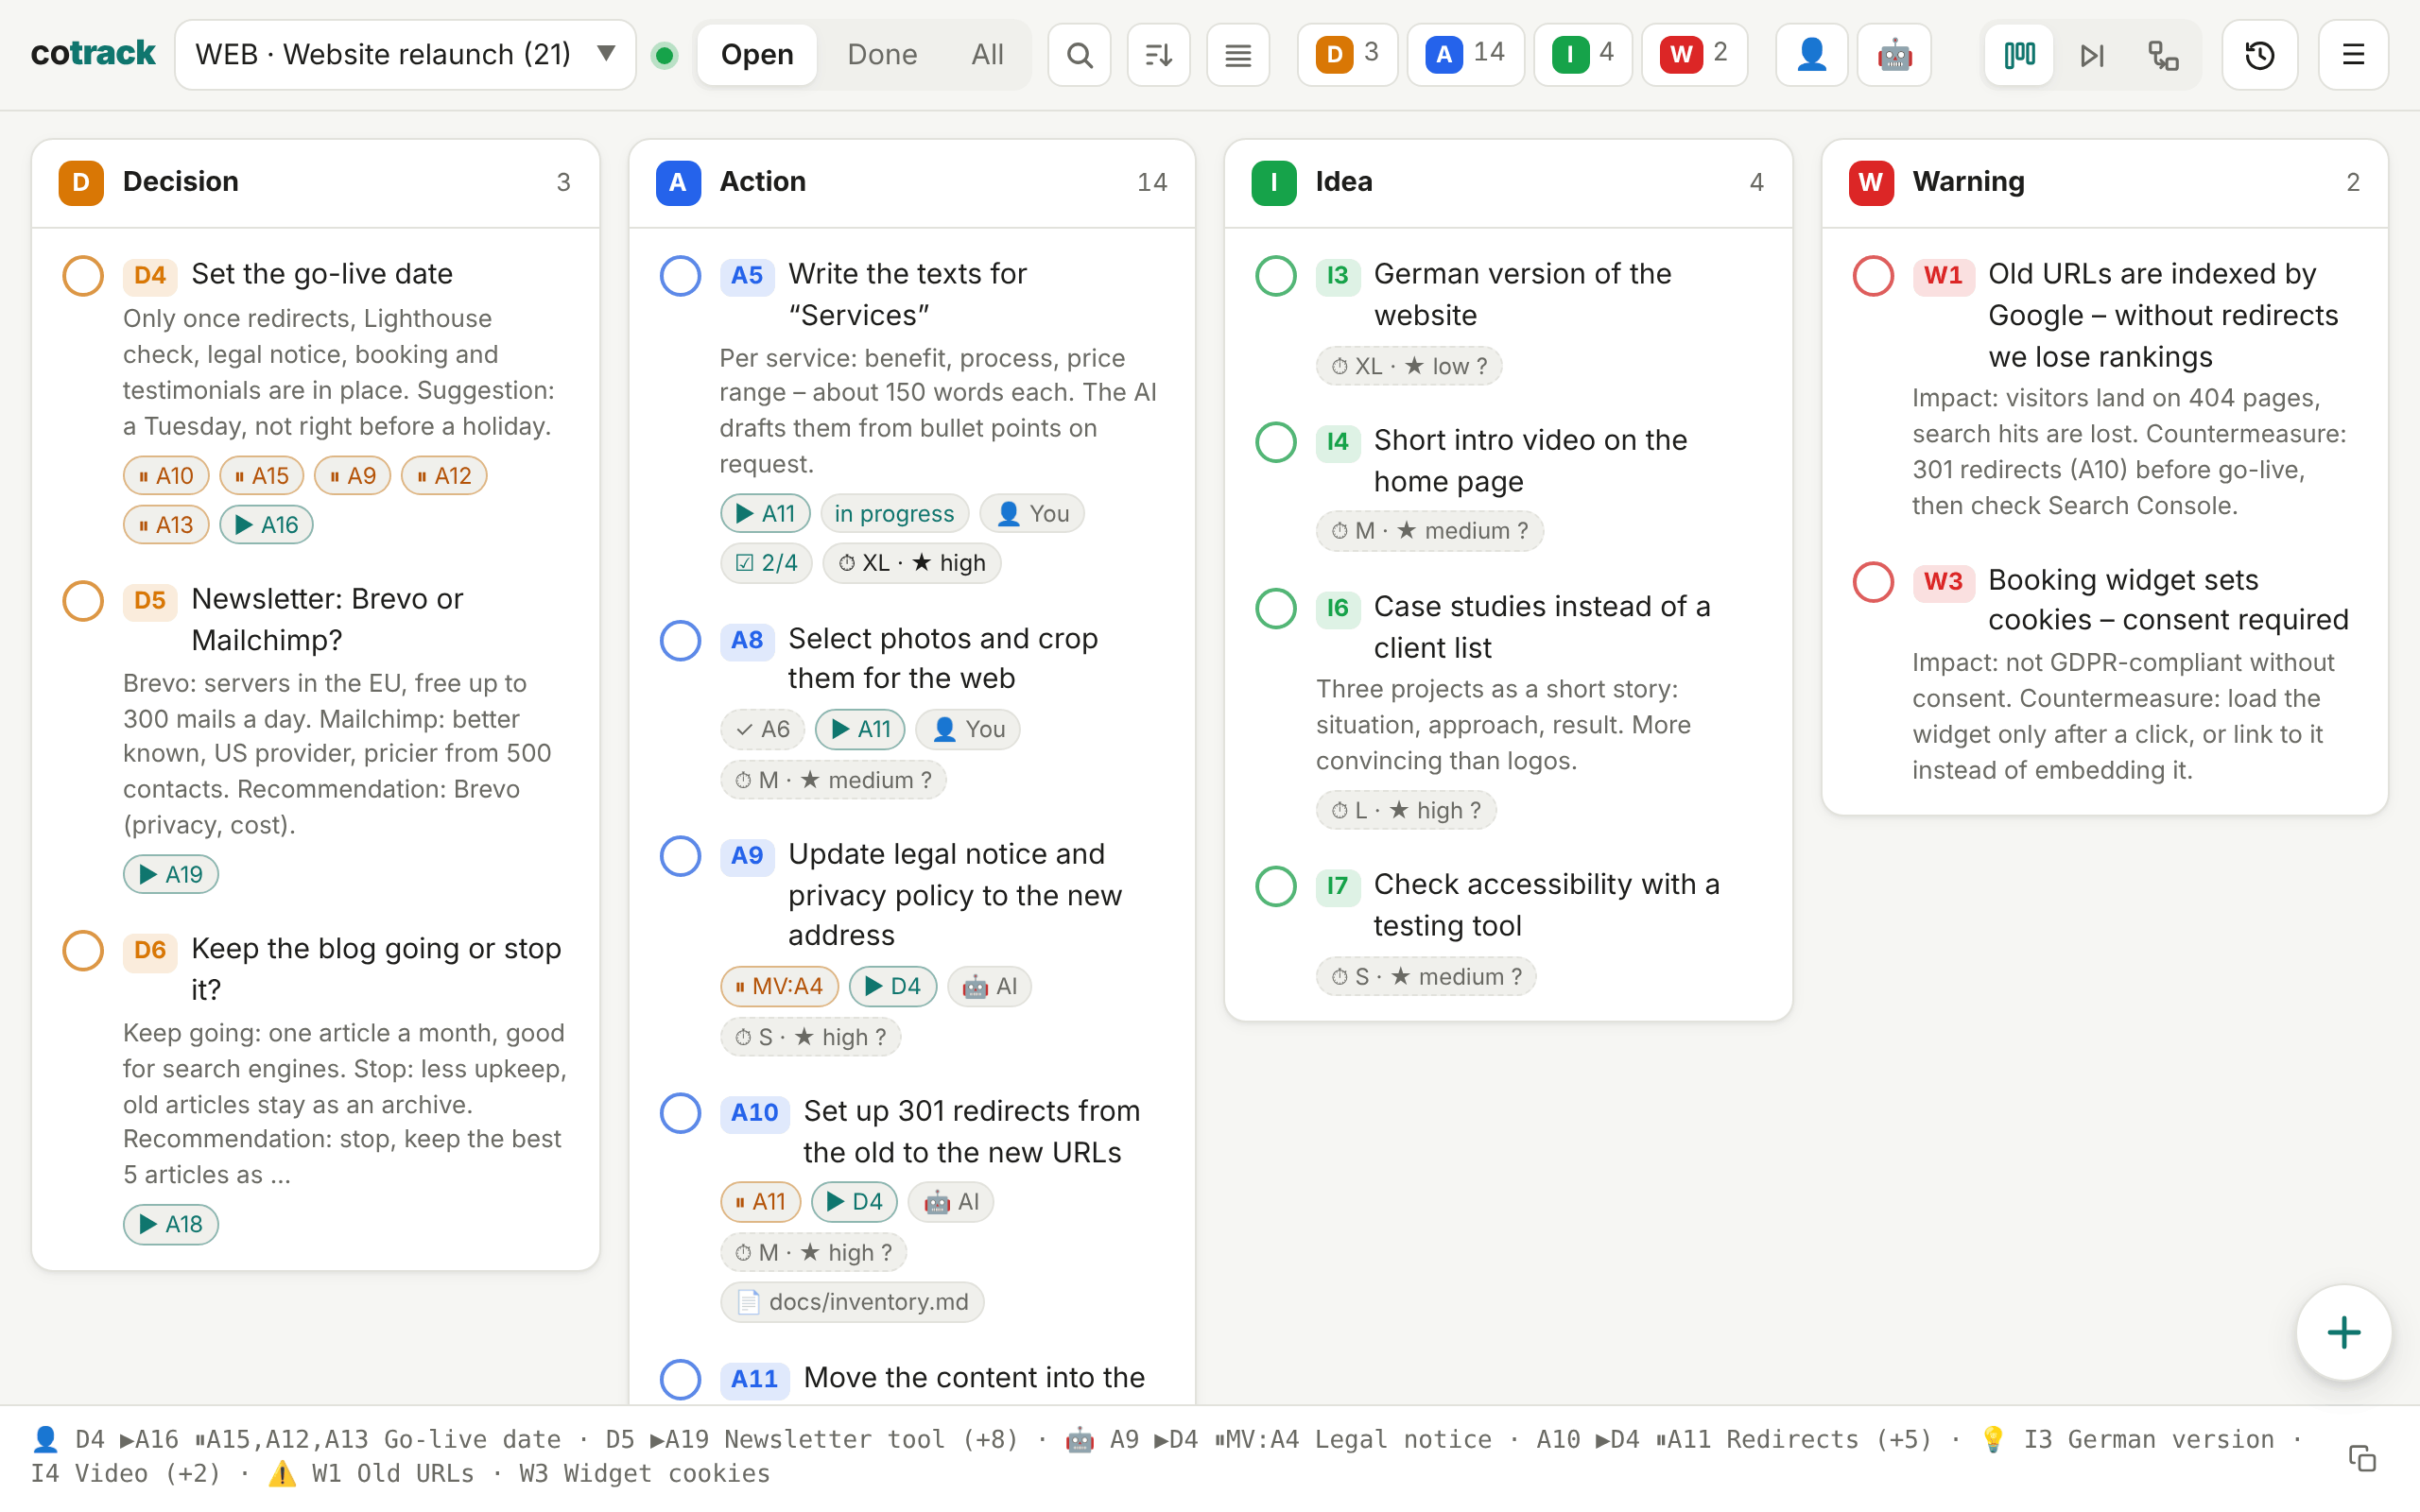 cotrack
WEB · Website relaunch (21) ▼
Open Done All
D 3 A 14 I 4 W 2
D Decision 3
D4 Set the go-live date
Only once redirects, Lighthouse
check, legal notice, booking and
testimonials are in place. Suggestion:
a Tuesday, not right before a holiday.
⏸ A10 ⏸ A15 ⏸ A9 ⏸ A12
⏸ A13 ▶ A16
D5 Newsletter: Brevo or
Mailchimp?
Brevo: servers in the EU, free up to
300 mails a day. Mailchimp: better
known, US provider, pricier from 500
contacts. Recommendation: Brevo
(privacy, cost).
▶ A19
D6 Keep the blog going or stop
it?
Keep going: one article a month, good
for search engines. Stop: less upkeep,
old articles stay as an archive.
Recommendation: stop, keep the best
5 articles as ...
▶ A18
A Action 14
A5 Write the texts for
“Services”
Per service: benefit, process, price
range – about 150 words each. The AI
drafts them from bullet points on
request.
▶ A11 in progress 👤 You
☑ 2/4 ⏱ XL · ★ high
A8 Select photos and crop
them for the web
✓ A6 ▶ A11 👤 You
⏱ M · ★ medium ?
A9 Update legal notice and
privacy policy to the new
address
⏸ MV:A4 ▶ D4 🤖 AI
⏱ S · ★ high ?
A10 Set up 301 redirects from
the old to the new URLs
⏸ A11 ▶ D4 🤖 AI
⏱ M · ★ high ?
📄 docs/inventory.md
A11 Move the content into the
I Idea 4
I3 German version of the
website
⏱ XL · ★ low ?
I4 Short intro video on the
home page
⏱ M · ★ medium ?
I6 Case studies instead of a
client list
Three projects as a short story:
situation, approach, result. More
convincing than logos.
⏱ L · ★ high ?
I7 Check accessibility with a
testing tool
⏱ S · ★ medium ?
W Warning 2
W1 Old URLs are indexed by
Google – without redirects
we lose rankings
Impact: visitors land on 404 pages,
search hits are lost. Countermeasure:
301 redirects (A10) before go-live,
then check Search Console.
W3 Booking widget sets
cookies – consent required
Impact: not GDPR-compliant without
consent. Countermeasure: load the
widget only after a click, or link to it
instead of embedding it.
👤 D4 ▶A16 ⏸A15,A12,A13 Go-live date · D5 ▶A19 Newsletter tool (+8) · 🤖 A9 ▶D4 ⏸MV:A4 Legal notice · A10 ▶D4 ⏸A11 Redirects (+5) · 💡 I3 German version ·
I4 Video (+2) · ⚠️ W1 Old URLs · W3 Widget cookies